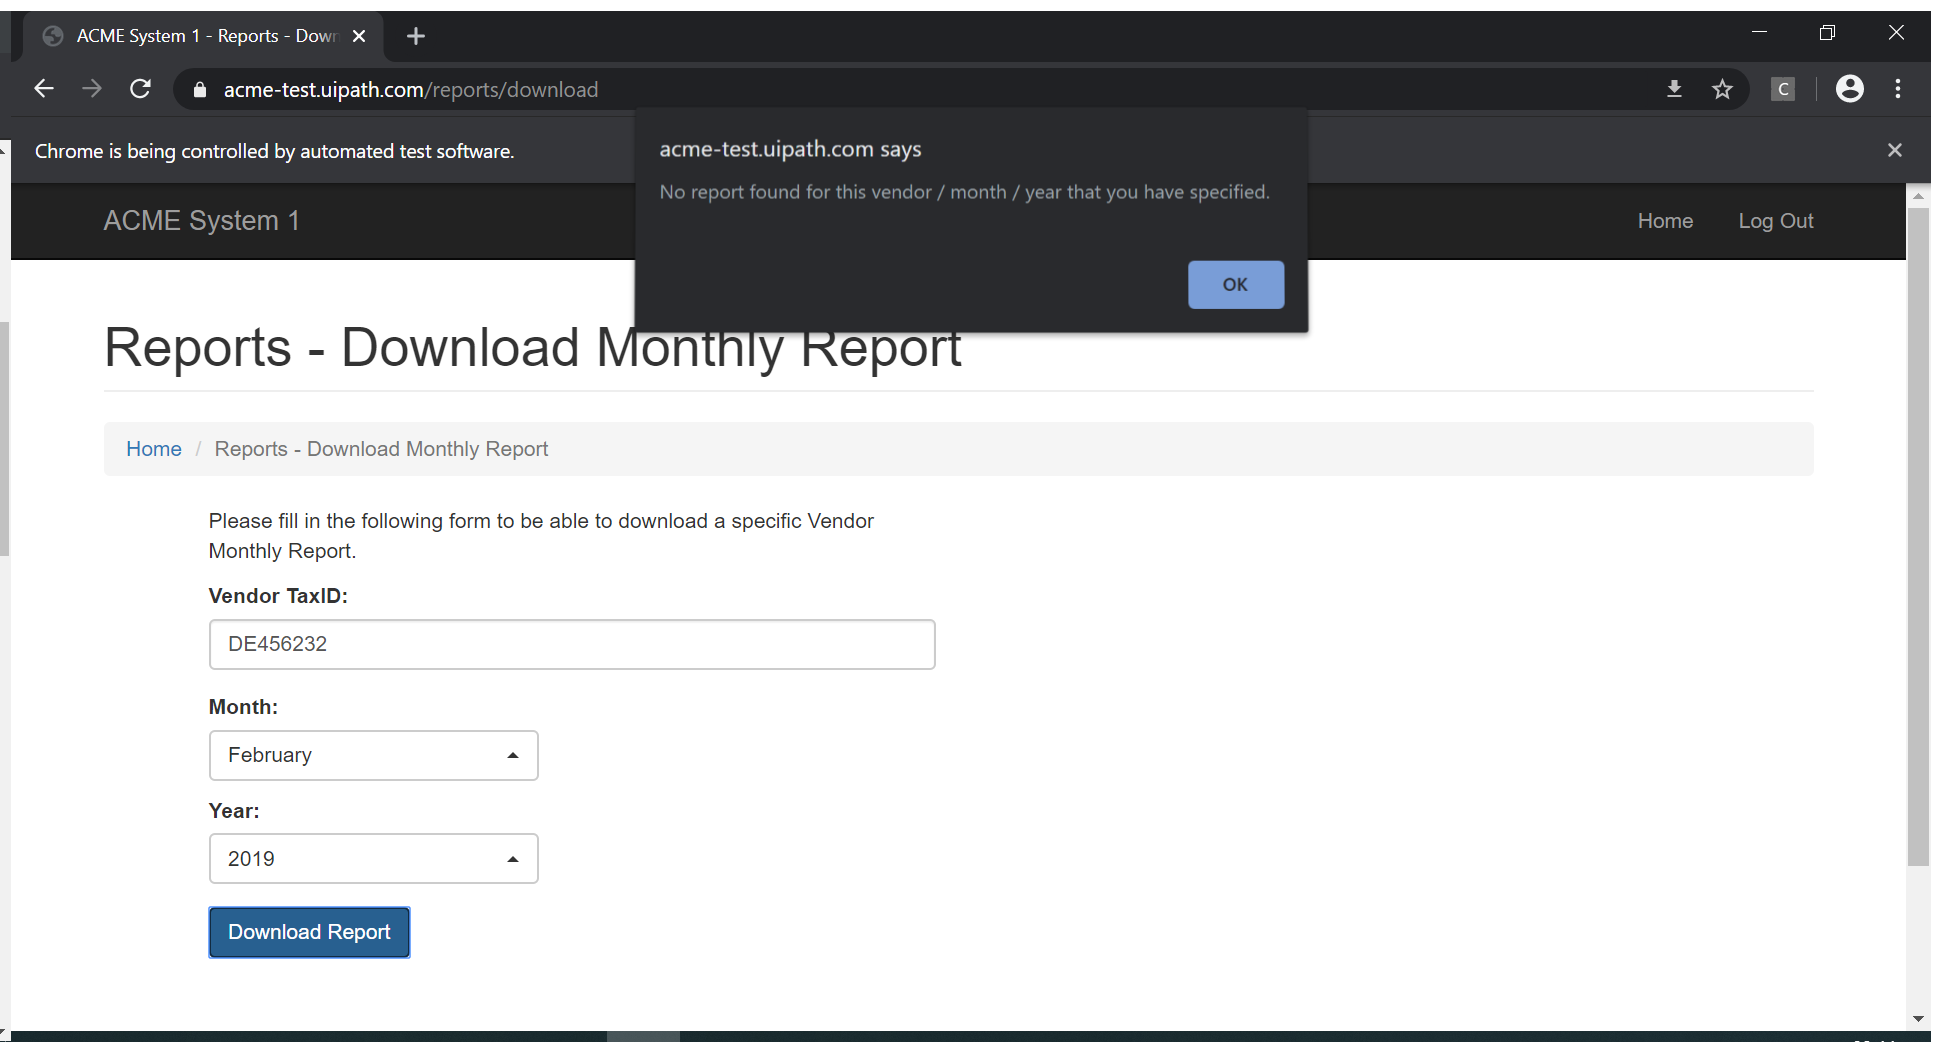 ACME System 1 - Reports - Down
acme-test.uipath.com/reports/download
C
Chrome is being controlled by automated test software.
acme-test.uipath.com says
No report found for this vendor / month / year that you have specified.
OK
ACME System 1
Home
Log Out
Reports - Download Monthly Report
Home / Reports - Download Monthly Report
Please fill in the following form to be able to download a specific Vendor
Monthly Report.
Vendor TaxID:
DE456232
Month:
February
Year:
2019
Download Report